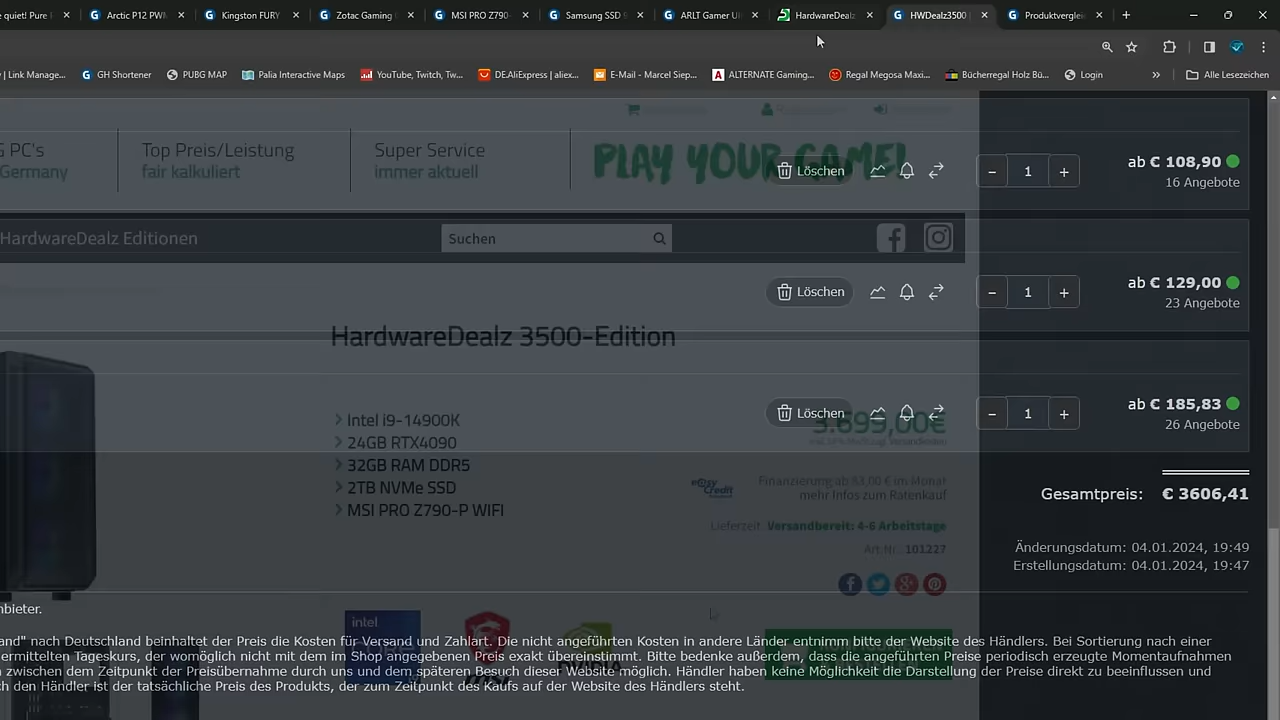 quiet! Pure
Arctic P12 PWM
Kingston FURY
Zotac Gaming
MSI PRO Z790-
Samsung SSD 9
ARLT Gamer U
HardwareDealz
HWDealz3500
Produktverglei
| Link Manage...
GH Shortener
PUBG MAP
Palia Interactive Maps
YouTube, Twitch, Tw...
DE.AliExpress | aliex...
E-Mail - Marcel Siep...
ALTERNATE Gaming...
Regal Megosa Maxi...
Bücherregal Holz Bü...
Login
Alle Lesezeichen
G PC's
Germany
Top Preis/Leistung
fair kalkuliert
Super Service
immer aktuell
PLAY YOUR GAME!
Löschen
1
ab € 108,90
16 Angebote
HardwareDealz Editionen
Suchen
Löschen
1
ab € 129,00
23 Angebote
HardwareDealz 3500-Edition
Löschen
1
ab € 185,83
26 Angebote
Intel i9-14900K
24GB RTX4090
32GB RAM DDR5
2TB NVMe SSD
MSI PRO Z790-P WIFI
3.699,00€
easy Credit
Finanzierung ab 93,00 € im Monat
mehr Infos zum Ratenkauf
Lieferzeit: Versandbereit: 4-6 Arbeitstage
Art.Nr.: 101227
Gesamtpreis: € 3606,41
Änderungsdatum: 04.01.2024, 19:49
Erstellungsdatum: 04.01.2024, 19:47
intel
CORE
nbieter.
and" nach Deutschland beinhaltet der Preis die Kosten für Versand und Zahlart. Die nicht angeführten Kosten in andere Länder entnimm bitte der Website des Händlers. Bei Sortierung nach einer
ermittelten Tageskurs, der womöglich nicht mit dem im Shop angegebenen Preis exakt übereinstimmt. Bitte bedenke außerdem, dass die angeführten Preise periodisch erzeugte Momentaufnahmen
zwischen dem Zeitpunkt der Preisübernahme durch uns und dem späteren Besuch dieser Website möglich. Händler haben keine Möglichkeit die Darstellung der Preise direkt zu beeinflussen und
ch den Händler ist der tatsächliche Preis des Produkts, der zum Zeitpunkt des Kaufs auf der Website des Händlers steht.